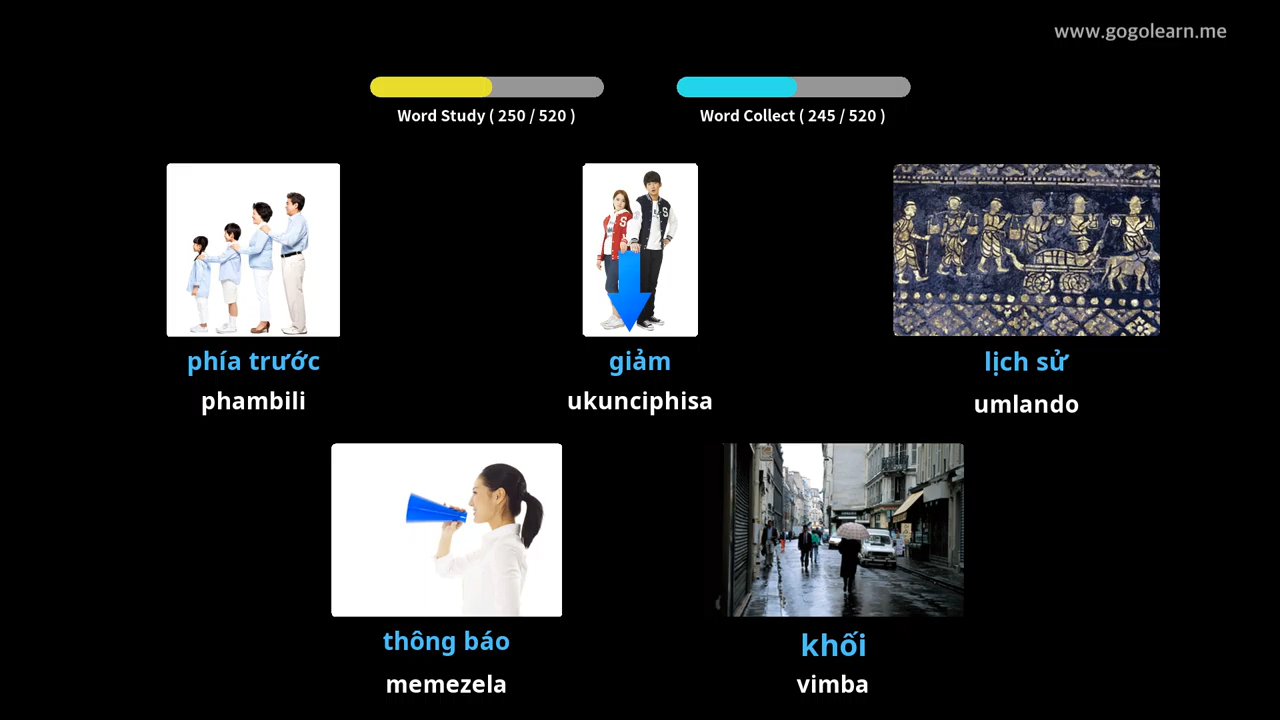 www.gogolearn.me
Word Study ( 250 / 520 )
Word Collect ( 245 / 520 )
phía trước
phambili
giảm
ukunciphisa
lịch sử
umlando
thông báo
memezela
khối
vimba